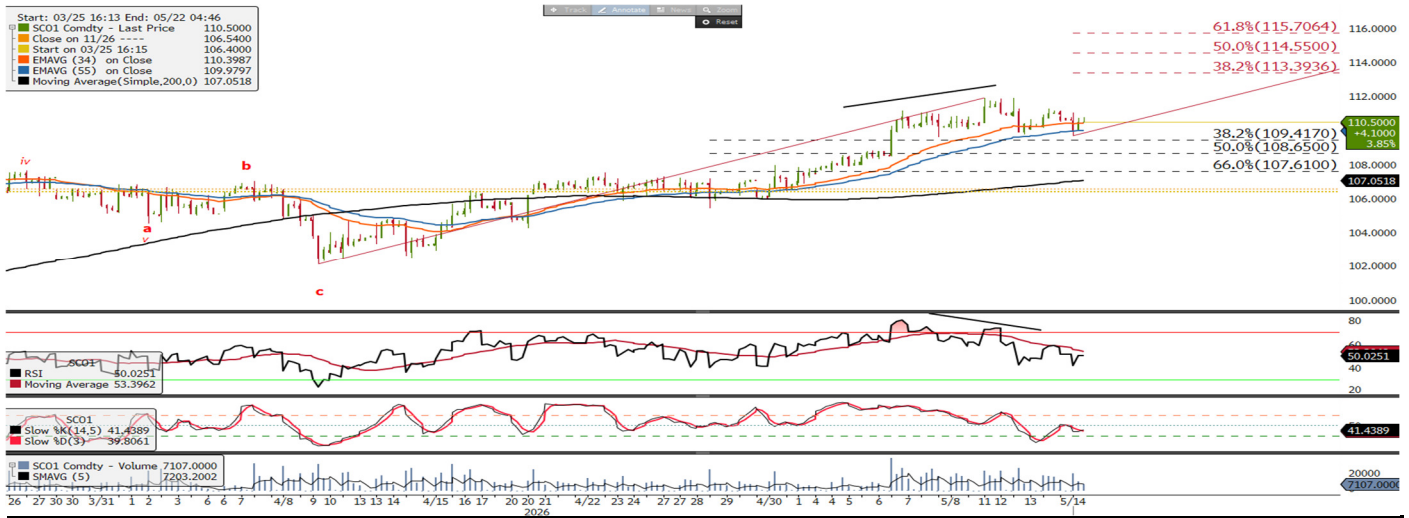 Track Annotate News Zoom
Reset
Start: 03/25 16:13 End: 05/22 04:46
SCO1 Comdty - Last Price 110.5000
Close on 11/26 ---- 106.5400
Start on 03/25 16:15 106.4000
EMAVG (34) on Close 110.3987
EMAVG (55) on Close 109.9797
Moving Average(Simple,200,0) 107.0518
61.8%(115.7064)
50.0%(114.5500)
38.2%(113.3936)
38.2%(109.4170)
50.0%(108.6500)
66.0%(107.6100)
116.0000
114.0000
112.0000
110.5000
+4.1000
3.85%
108.0000
107.0518
106.0000
104.0000
102.0000
100.0000
iv
a
v
b
c
SCO1
RSI 50.0251
Moving Average 53.3962
80
60
50.0251
40
20
SCO1
Slow %K(14,5) 41.4389
Slow %D(3) 39.8061
41.4389
SCO1 Comdty - Volume 7107.0000
SMAVG (5) 7203.2002
20000
7107.0000
26 27 30 30 3/31 1 2 3 6 6 7 4/8 9 10 13 13 14 4/15 16 17 20 20 21 4/22 23 24 27 27 28 29 4/30 1 4 4 5 6 7 5/8 11 12 13 5/14
2026